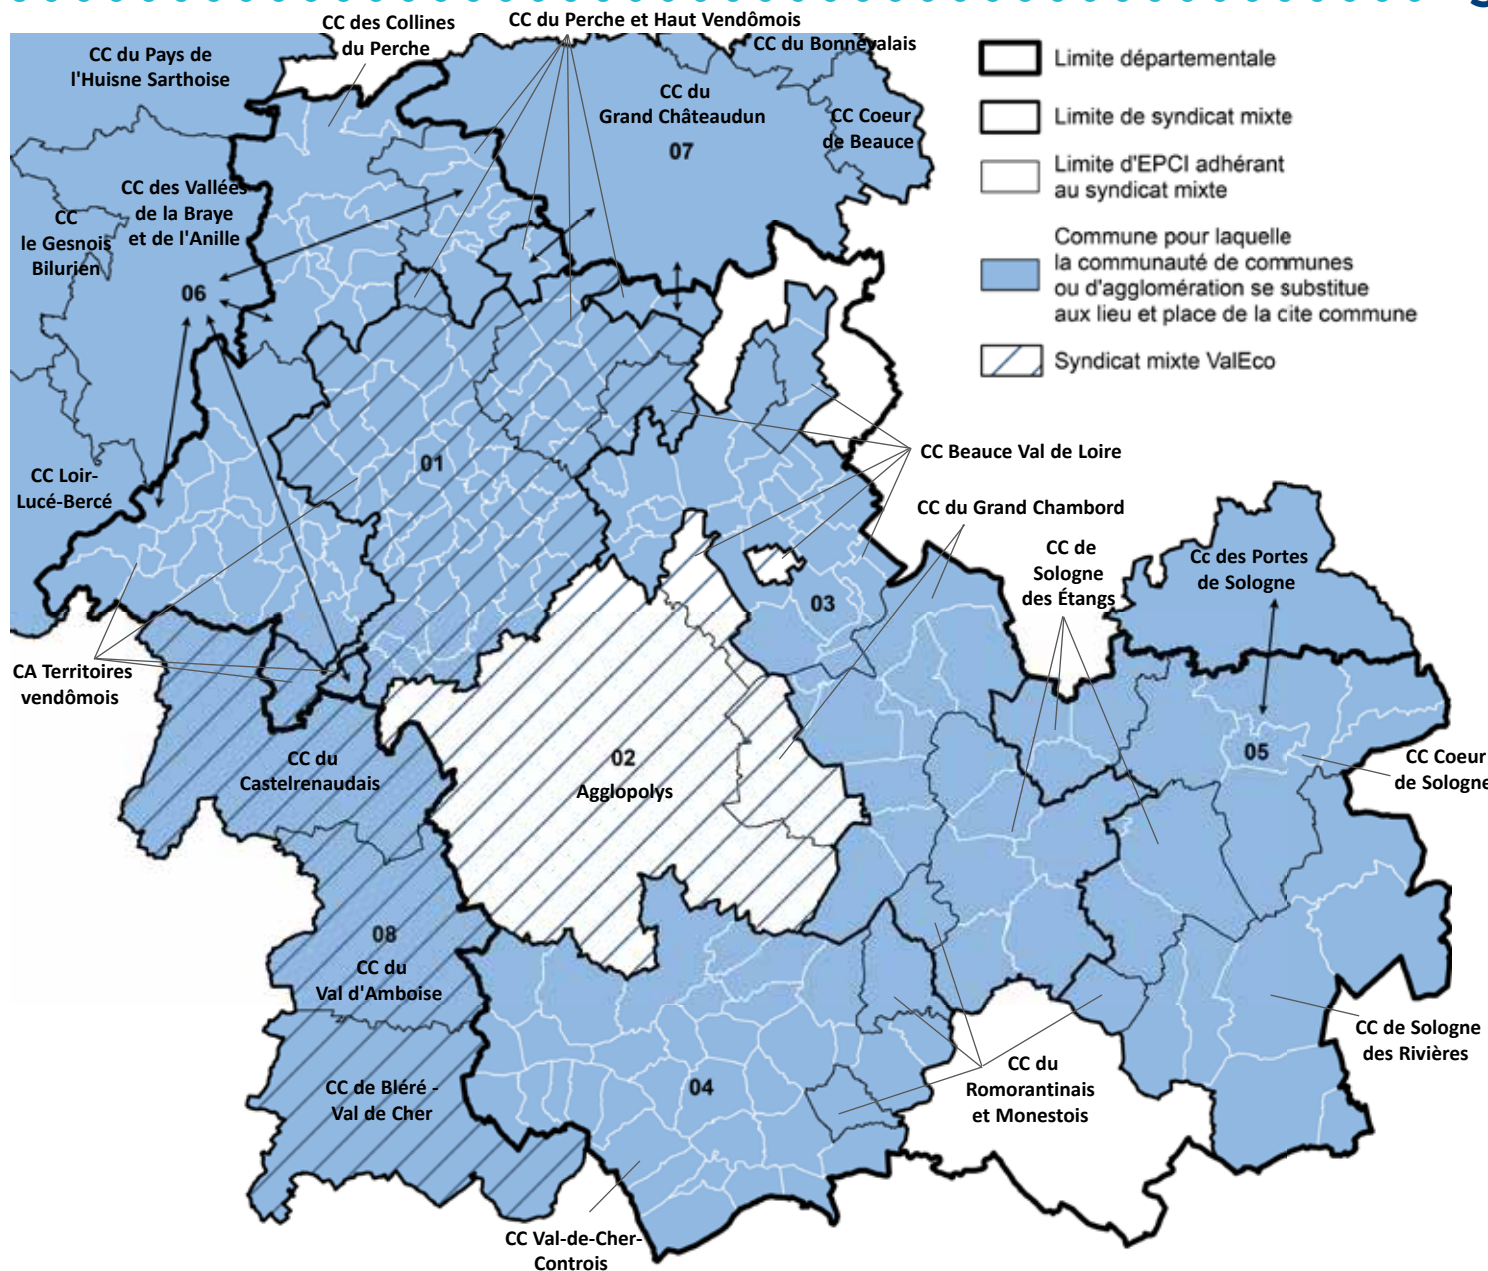 CC des Collines
du Perche
CC du Perche et Haut Vendômois
CC du Bonnevalais
CC du Pays de
l'Huisne Sarthoise
CC du
Grand Châteaudun
07
CC Coeur
de Beauce
CC des Vallées
de la Braye
et de l'Anille
CC
le Gesnois
Bilurien
06
Limite départementale
Limite de syndicat mixte
Limite d'EPCI adhérant
au syndicat mixte
Commune pour laquelle
la communauté de communes
ou d'agglomération se substitue
aux lieu et place de la cite commune
Syndicat mixte ValEco
CC Loir-
Lucé-Bercé
01
CC Beauce Val de Loire
CC du Grand Chambord
CC de
Sologne
des Étangs
Cc des Portes
de Sologne
03
CA Territoires
vendômois
CC du
Castelrenaudais
02
Agglopolys
05
CC Coeur
de Sologne
08
CC du
Val d'Amboise
CC de Bléré -
Val de Cher
04
CC du
Romorantinais
et Monestois
CC de Sologne
des Rivières
CC Val-de-Cher-
Controis